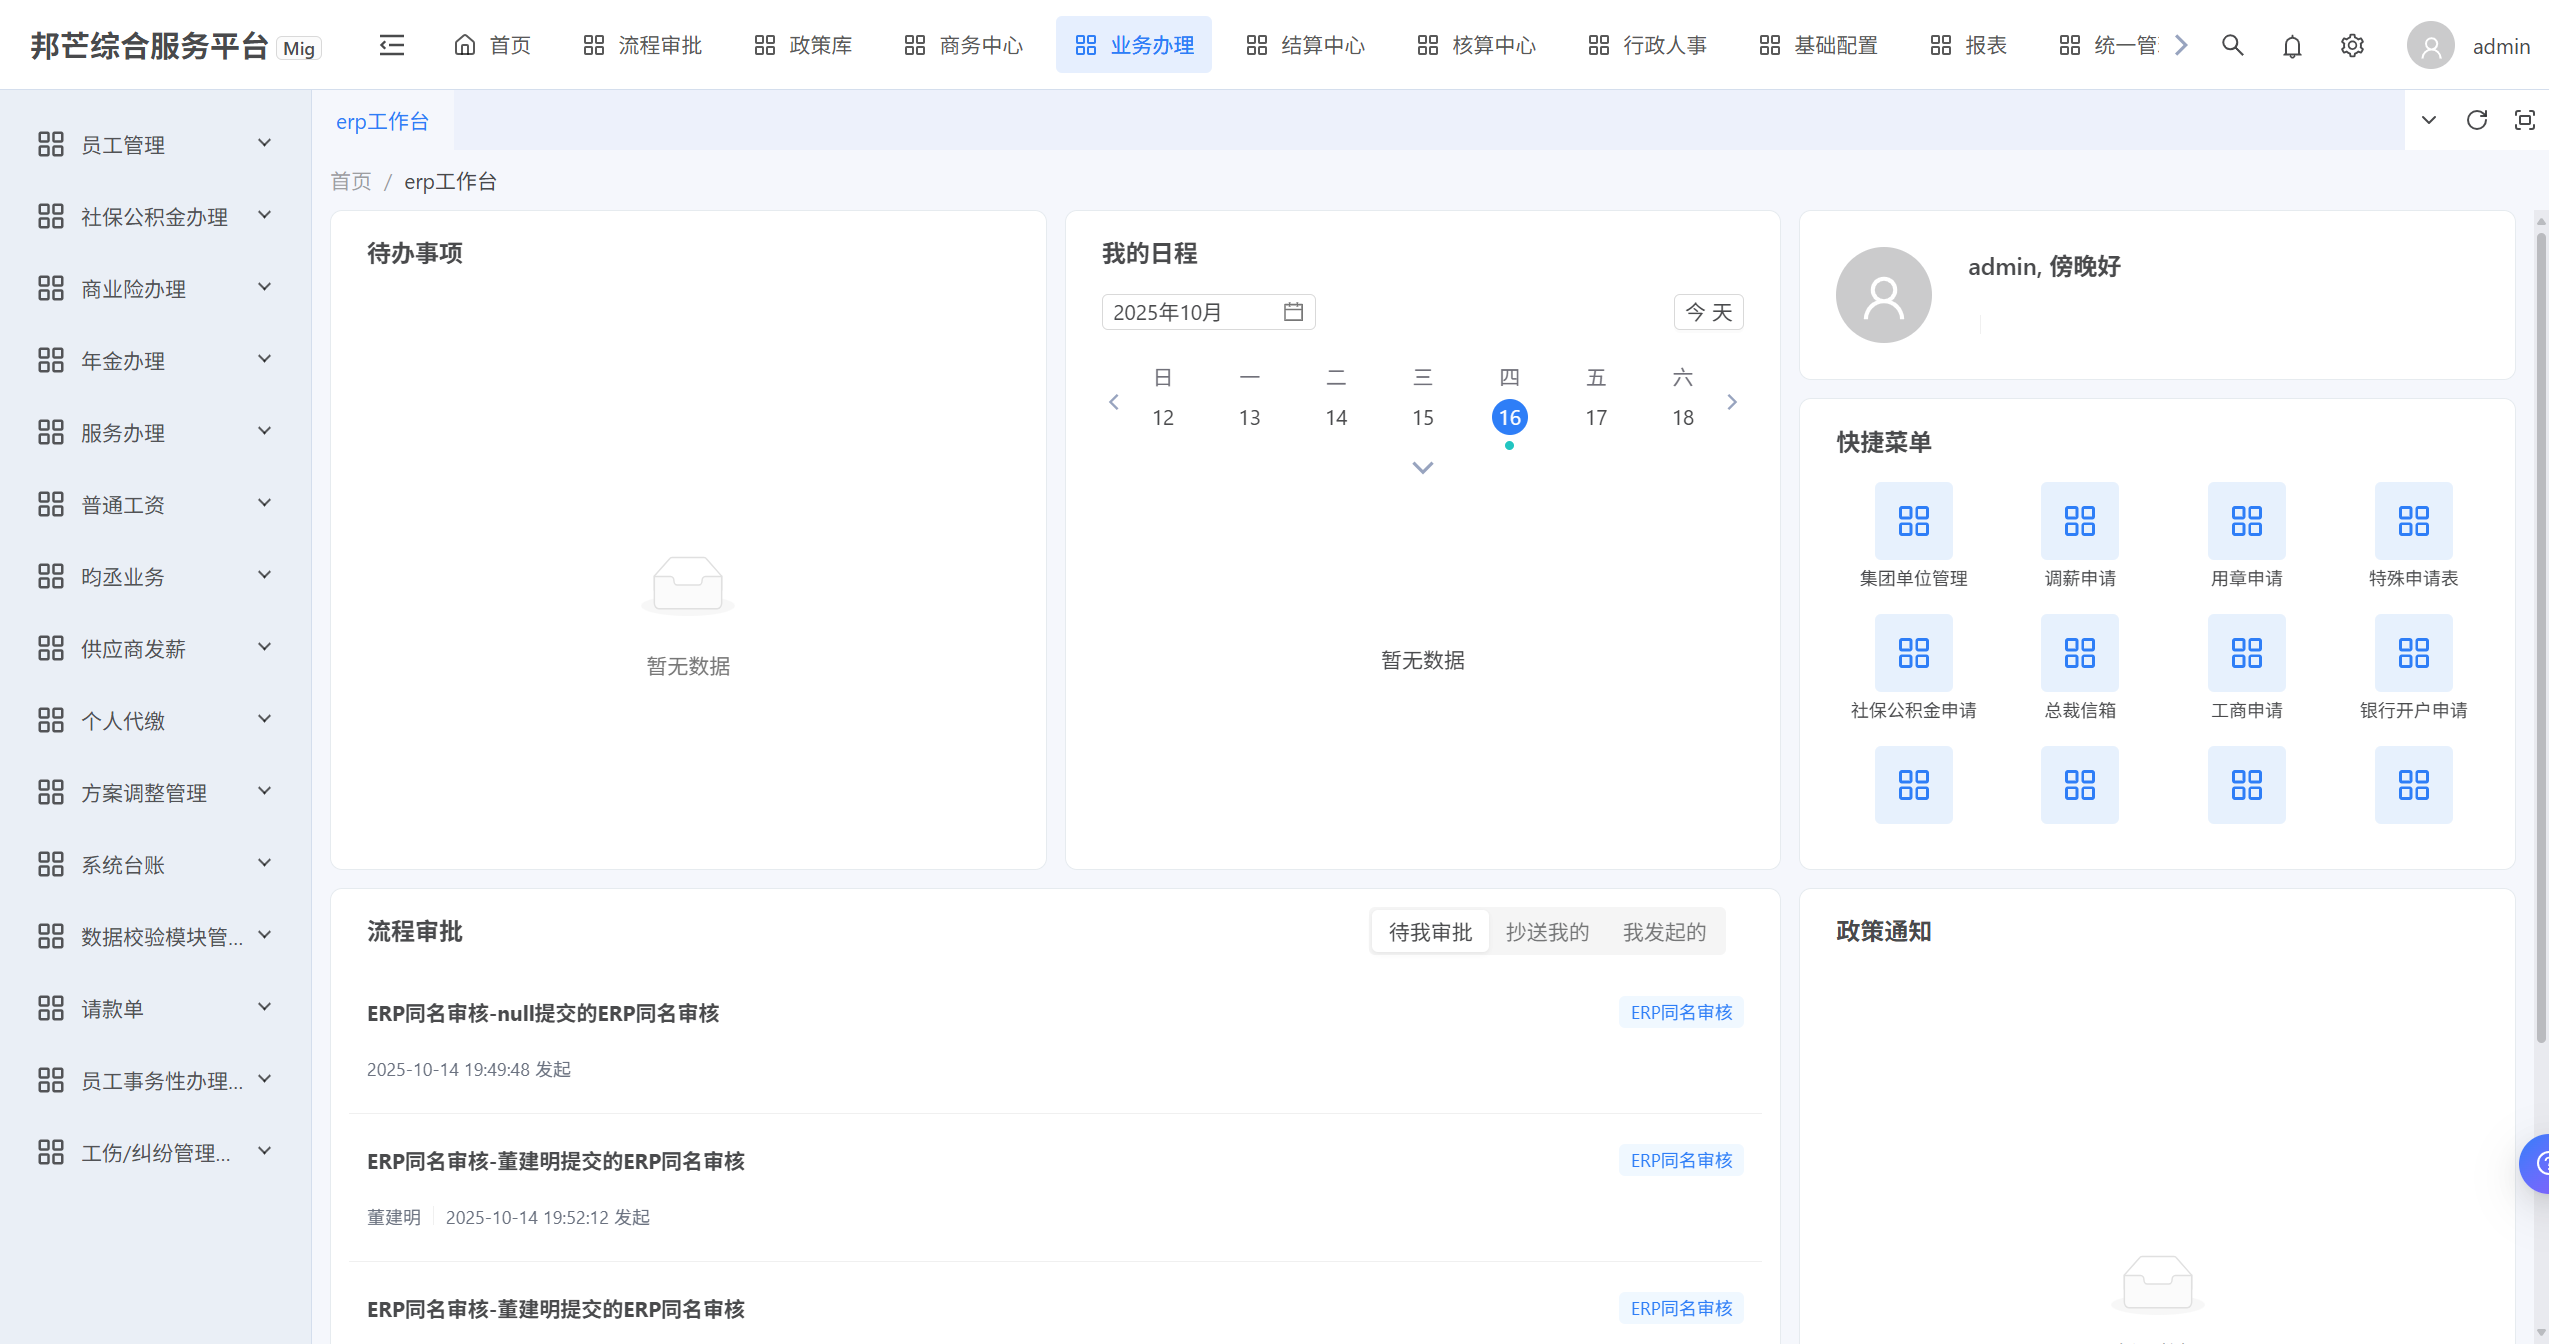 邦芒综合服务平台 Mig
首页 流程审批 政策库 商务中心 业务办理 结算中心 核算中心 行政人事 基础配置 报表 统一管
admin
员工管理
社保公积金办理
商业险办理
年金办理
服务办理
普通工资
昀丞业务
供应商发薪
个人代缴
方案调整管理
系统台账
数据校验模块管...
请款单
员工事务性办理...
工伤/纠纷管理...
erp工作台
首页 / erp工作台
待办事项
暂无数据
我的日程
2025年10月
今 天
日 一 二 三 四 五 六
12 13 14 15 16 17 18
暂无数据
admin, 傍晚好
快捷菜单
集团单位管理 调薪申请 用章申请 特殊申请表
社保公积金申请 总裁信箱 工商申请 银行开户申请
流程审批
待我审批 抄送我的 我发起的
ERP同名审核-null提交的ERP同名审核
ERP同名审核
2025-10-14 19:49:48 发起
ERP同名审核-董建明提交的ERP同名审核
ERP同名审核
董建明 2025-10-14 19:52:12 发起
ERP同名审核-董建明提交的ERP同名审核
ERP同名审核
政策通知